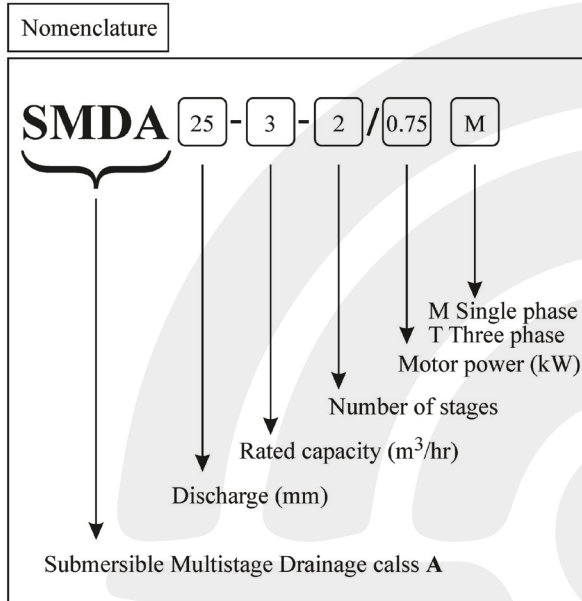 Nomenclature
SMDA 25 - 3 - 2 / 0.75 M
M Single phase
T Three phase
Motor power (kW)
Number of stages
Rated capacity (m³/hr)
Discharge (mm)
Submersible Multistage Drainage calss A